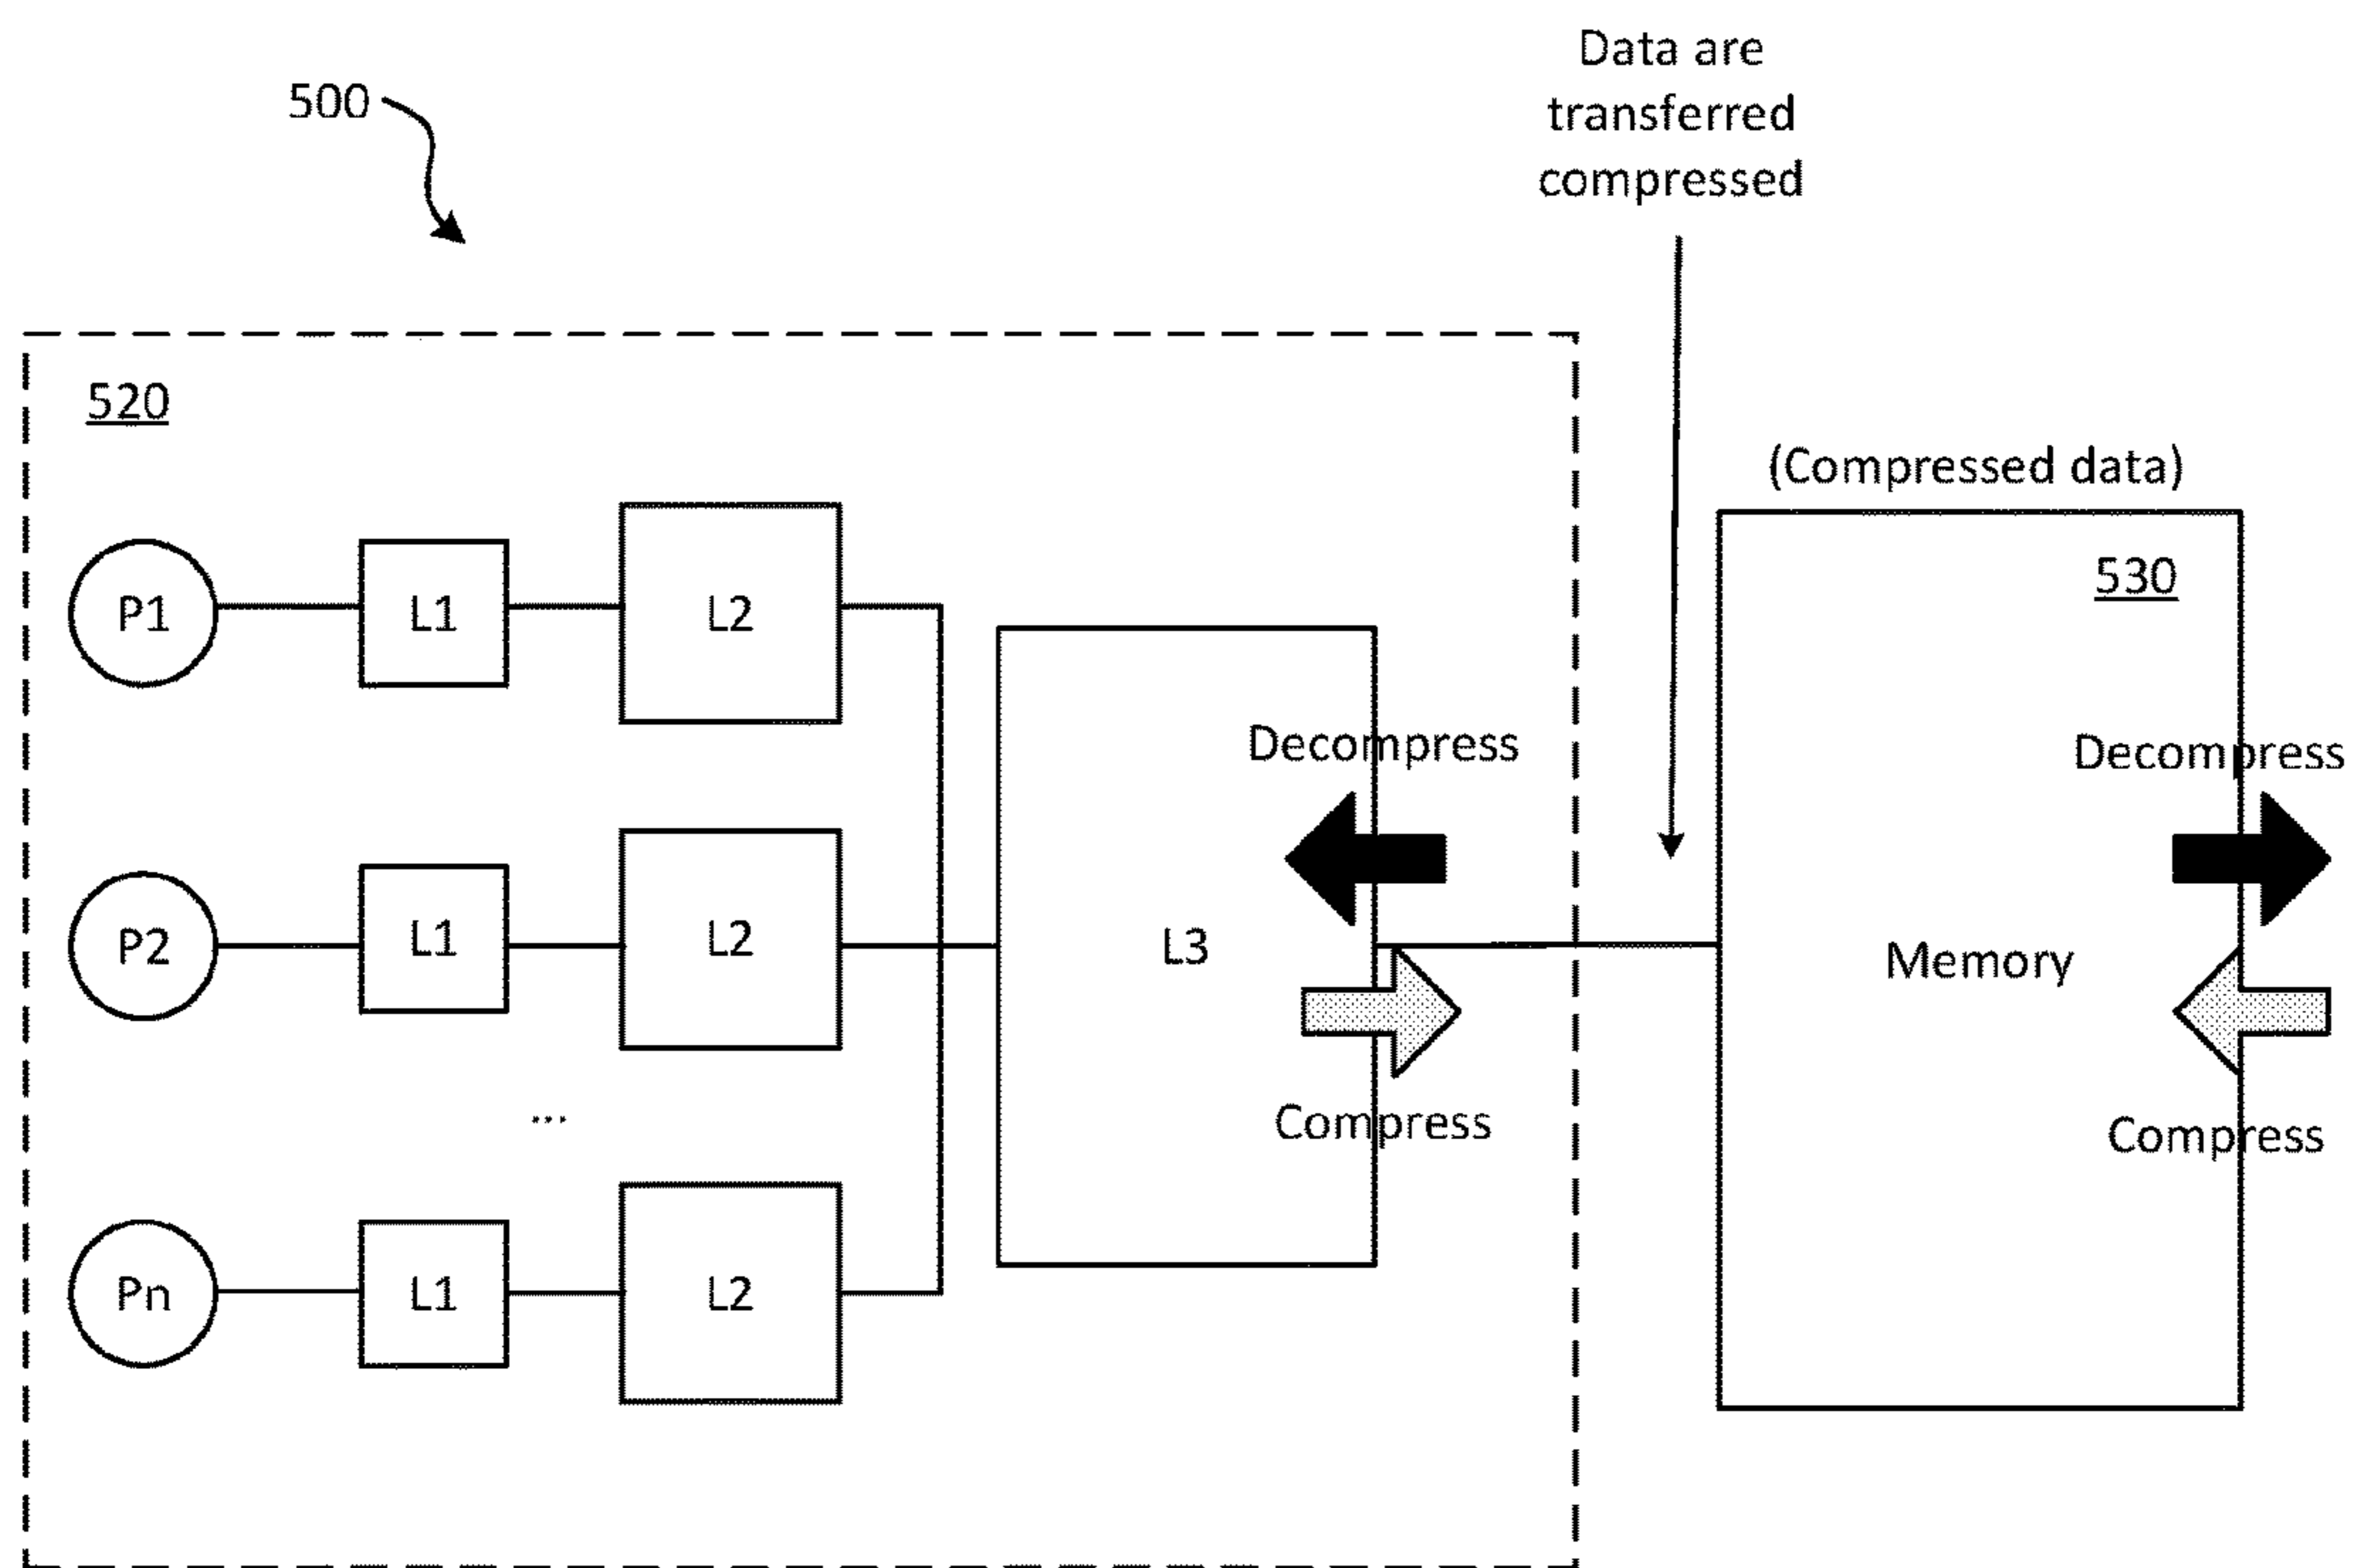 500
Data are
transferred
compressed
520
(Compressed data)
530
P1
L1
L2
Decompress
Decompress
P2
L1
L2
L3
Memory
...
Compress
Compress
Pn
L1
L2